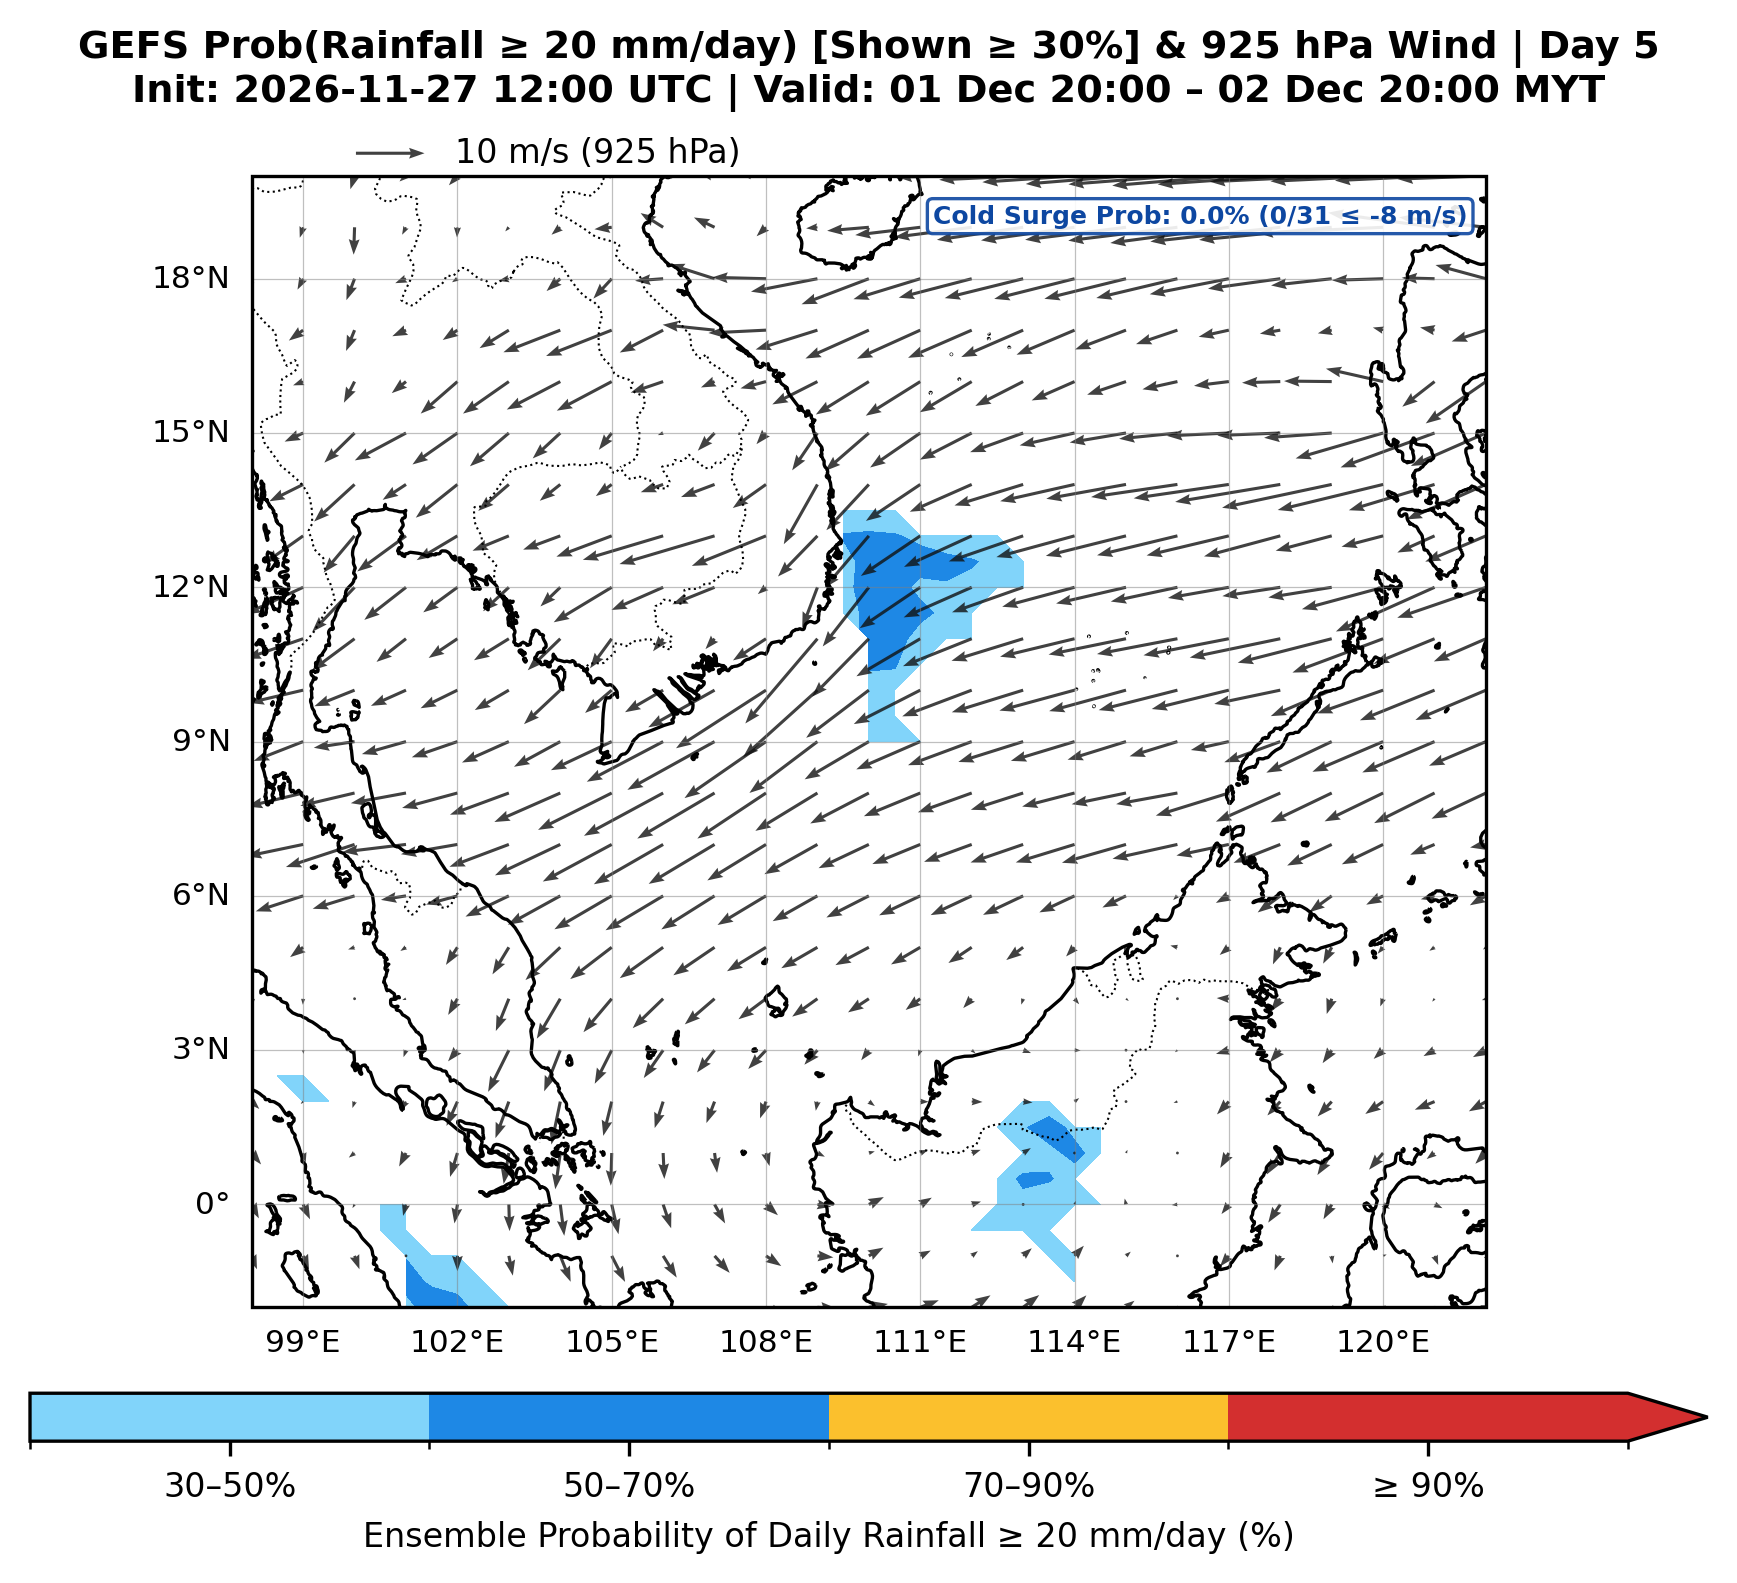 GEFS Prob(Rainfall ≥ 20 mm/day) [Shown ≥ 30%] & 925 hPa Wind | Day 5
Init: 2026-11-27 12:00 UTC | Valid: 01 Dec 20:00 – 02 Dec 20:00 MYT
10 m/s (925 hPa)
Cold Surge Prob: 0.0% (0/31 ≤ -8 m/s)
18°N
15°N
12°N
9°N
6°N
3°N
0°
99°E 102°E 105°E 108°E 111°E 114°E 117°E 120°E
30–50% 50–70% 70–90% ≥ 90%
Ensemble Probability of Daily Rainfall ≥ 20 mm/day (%)